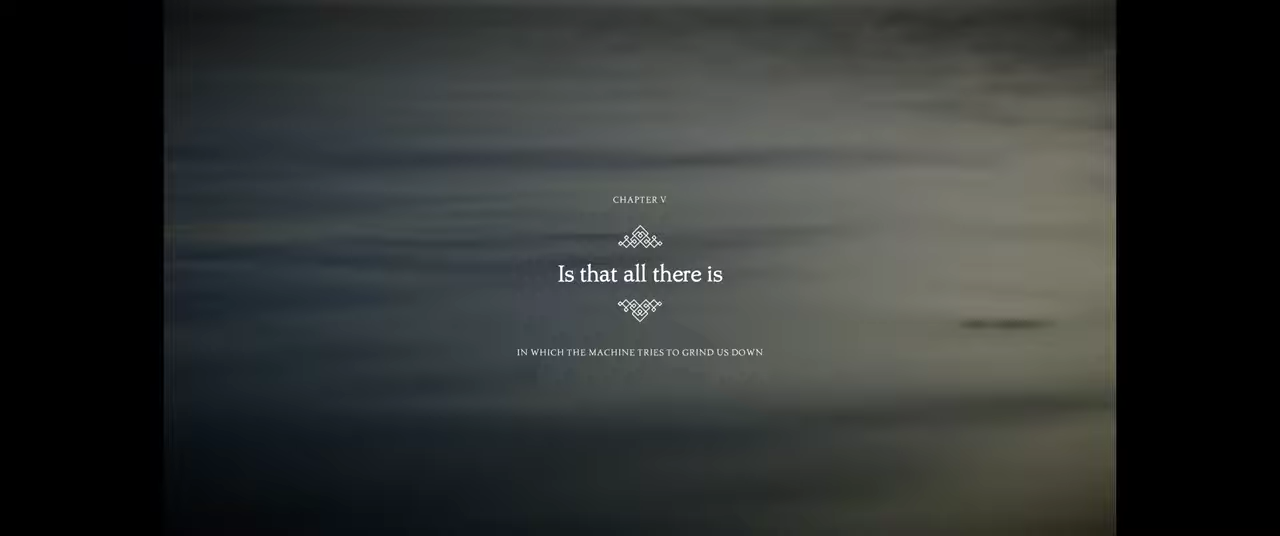 CHAPTER V
Is that all there is
IN WHICH THE MACHINE TRIES TO GRIND US DOWN